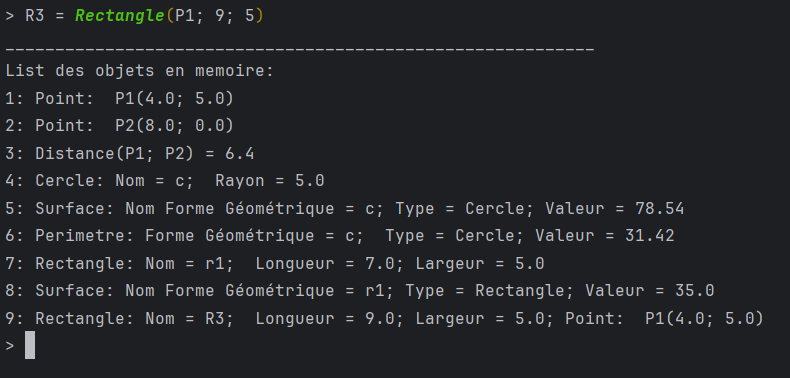 > R3 = Rectangle(P1; 9; 5)
___________________________________________________________
List des objets en memoire:
1: Point:  P1(4.0; 5.0)
2: Point:  P2(8.0; 0.0)
3: Distance(P1; P2) = 6.4
4: Cercle: Nom = c;  Rayon = 5.0
5: Surface: Nom Forme Géométrique = c; Type = Cercle; Valeur = 78.54
6: Perimetre: Forme Géométrique = c;  Type = Cercle; Valeur = 31.42
7: Rectangle: Nom = r1;  Longueur = 7.0; Largeur = 5.0
8: Surface: Nom Forme Géométrique = r1; Type = Rectangle; Valeur = 35.0
9: Rectangle: Nom = R3;  Longueur = 9.0; Largeur = 5.0; Point:  P1(4.0; 5.0)
>